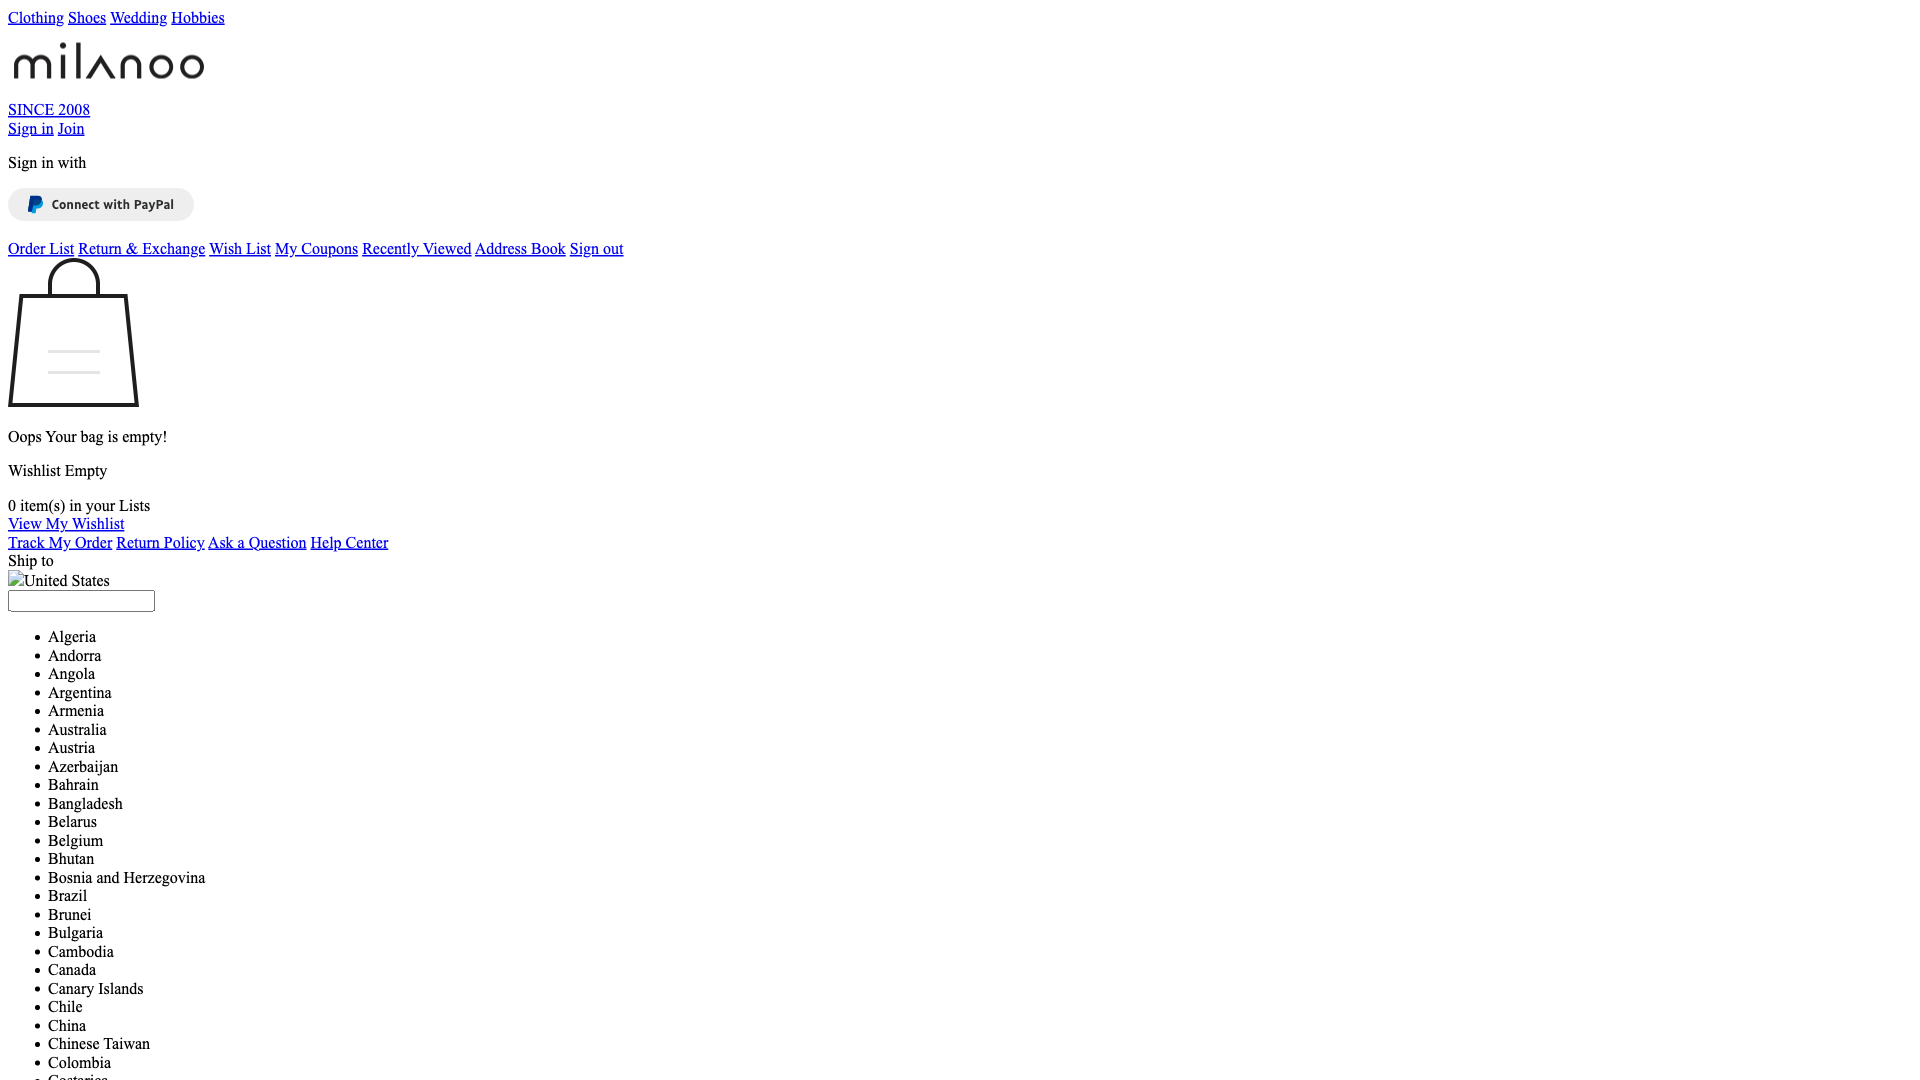 Clothing Shoes Wedding Hobbies
milanoo
SINCE 2008
Sign in Join
Sign in with
Connect with PayPal
Order List Return & Exchange Wish List My Coupons Recently Viewed Address Book Sign out
Oops Your bag is empty!
Wishlist Empty
0 item(s) in your Lists
View My Wishlist
Track My Order Return Policy Ask a Question Help Center
Ship to
United States
Algeria
Andorra
Angola
Argentina
Armenia
Australia
Austria
Azerbaijan
Bahrain
Bangladesh
Belarus
Belgium
Bhutan
Bosnia and Herzegovina
Brazil
Brunei
Bulgaria
Cambodia
Canada
Canary Islands
Chile
China
Chinese Taiwan
Colombia